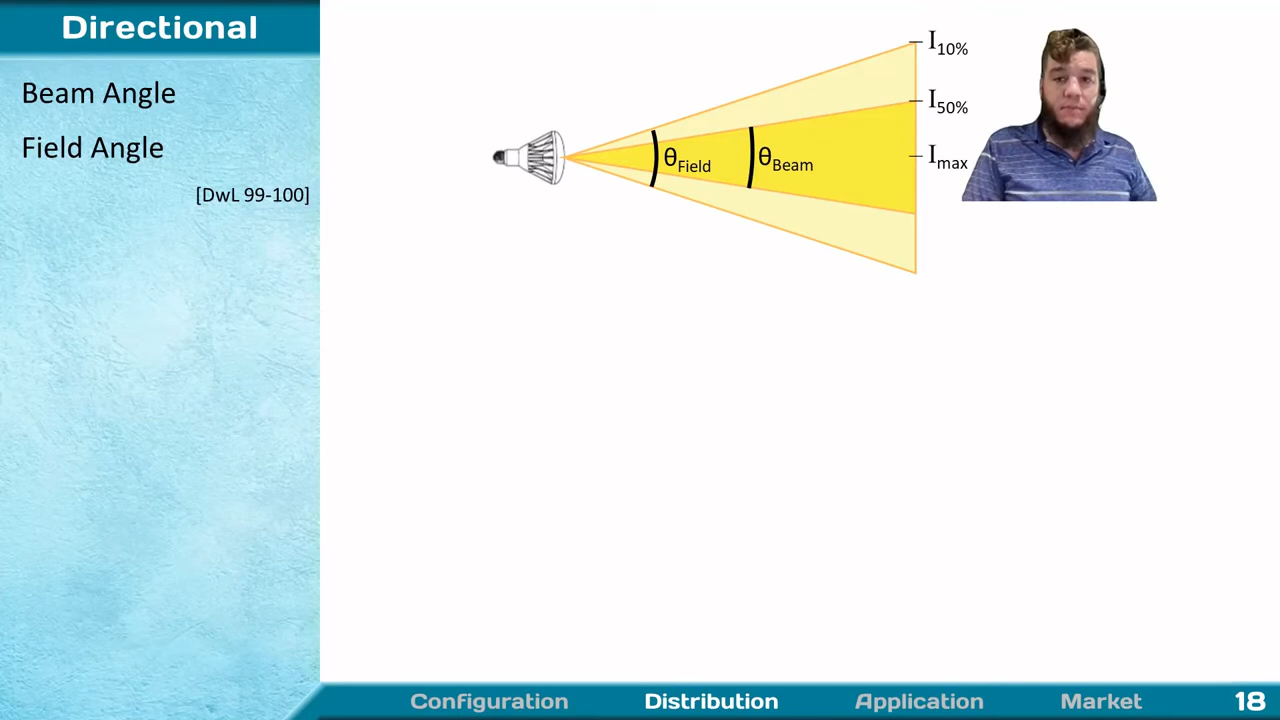 Directional
Beam Angle
Field Angle
[DwL 99-100]
I10%
I50%
Imax
θField
θBeam
Configuration Distribution Application Market 18